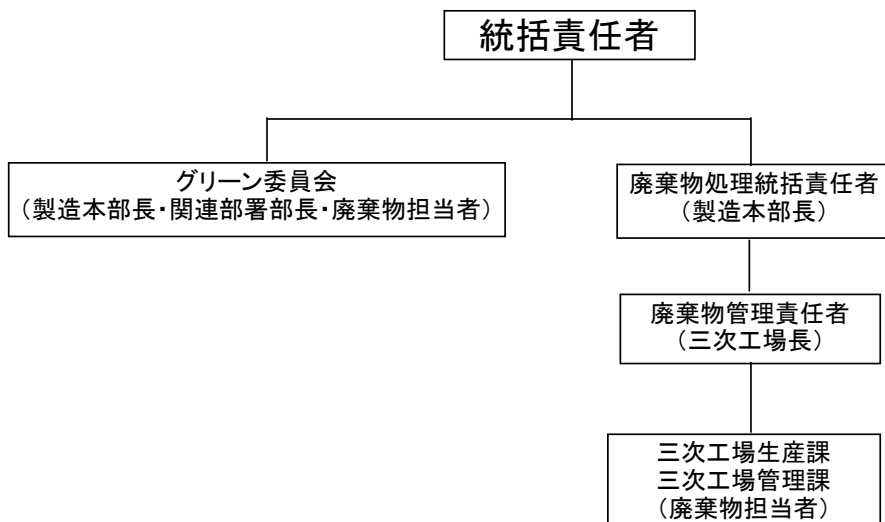 統括責任者
グリーン委員会
（製造本部長・関連部署部長・廃棄物担当者）
廃棄物処理統括責任者
（製造本部長）
廃棄物管理責任者
（三次工場長）
三次工場生産課
三次工場管理課
（廃棄物担当者）